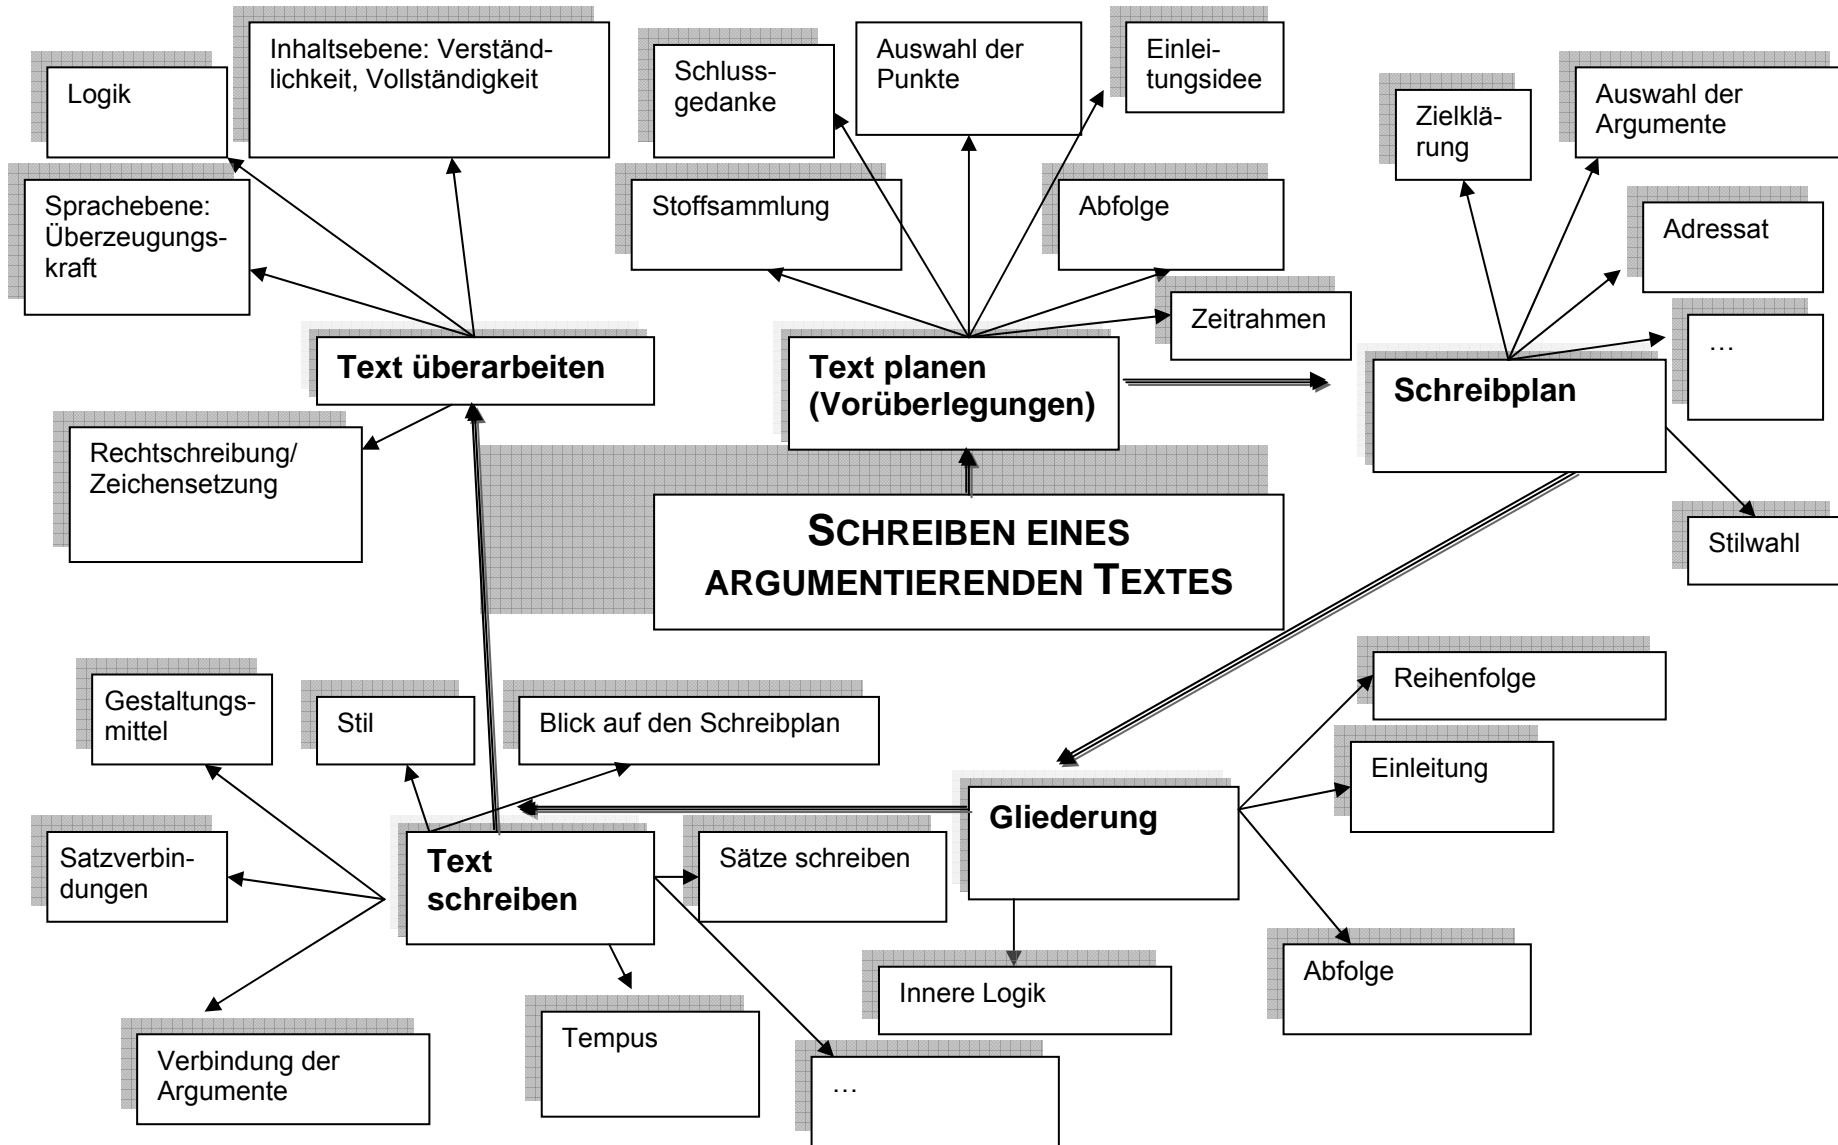 Logik
Inhaltsebene: Verständ-
lichkeit, Vollständigkeit
Schluss-
gedanke
Auswahl der
Punkte
Einlei-
tungsidee
Zielklä-
rung
Auswahl der
Argumente
Sprachebene:
Überzeugungs-
kraft
Stoffsammlung
Abfolge
Adressat
Zeitrahmen
…
Text überarbeiten
Text planen
(Vorüberlegungen)
Schreibplan
Rechtschreibung/
Zeichensetzung
SCHREIBEN EINES
ARGUMENTIERENDEN TEXTES
Stilwahl
Gestaltungs-
mittel
Stil
Blick auf den Schreibplan
Reihenfolge
Einleitung
Gliederung
Satzverbin-
dungen
Text
schreiben
Sätze schreiben
Abfolge
Innere Logik
Verbindung der
Argumente
Tempus
…